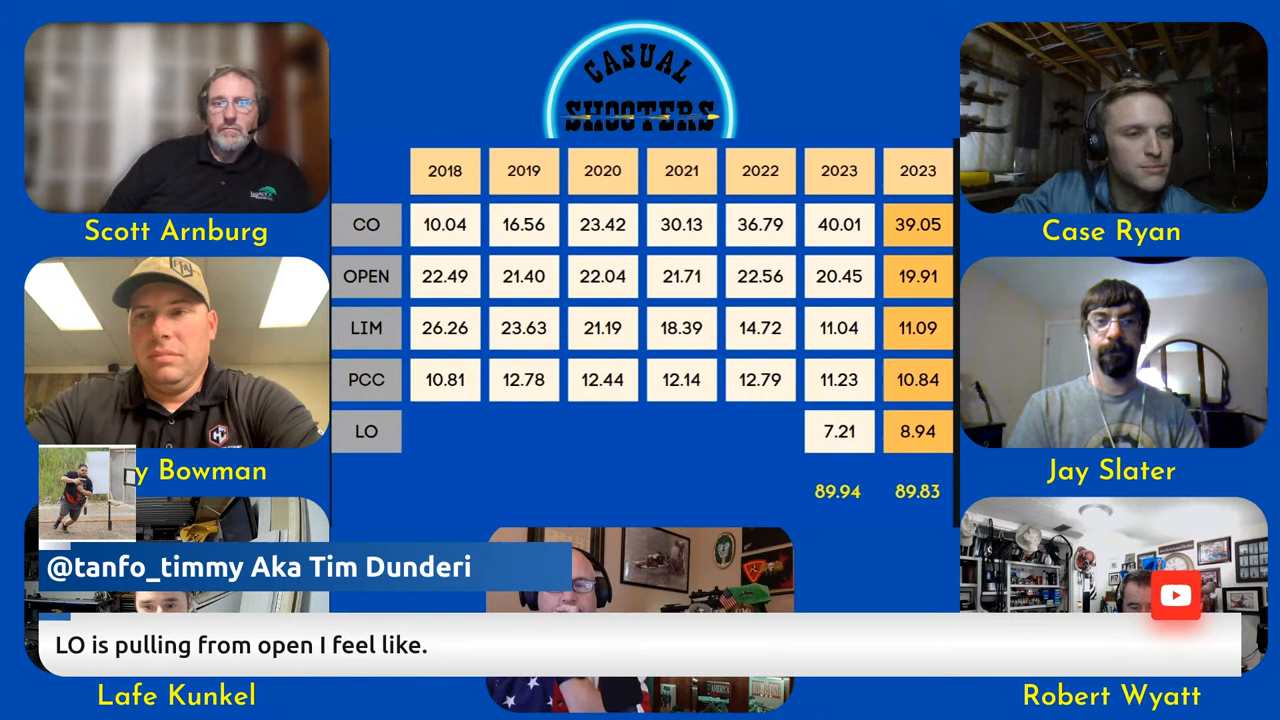 CASUAL
SHOOTERS
2018 2019 2020 2021 2022 2023 2023
CO 10.04 16.56 23.42 30.13 36.79 40.01 39.05
OPEN 22.49 21.40 22.04 21.71 22.56 20.45 19.91
LIM 26.26 23.63 21.19 18.39 14.72 11.04 11.09
PCC 10.81 12.78 12.44 12.14 12.79 11.23 10.84
LO 7.21 8.94
89.94 89.83
Scott Arnburg
Case Ryan
y Bowman
Jay Slater
@tanfo_timmy Aka Tim Dunderi
LO is pulling from open I feel like.
Lafe Kunkel
Robert Wyatt